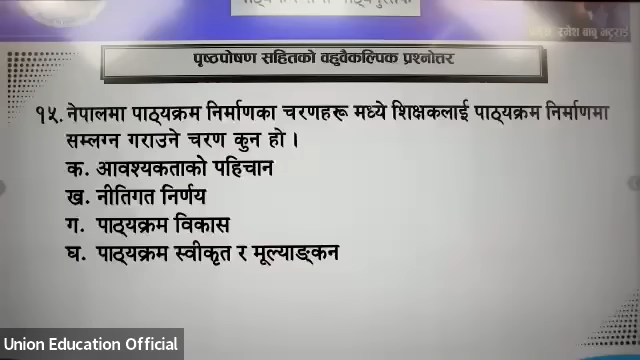 पृष्ठपोषण सहितको वहुवैकल्पिक प्रश्नोत्तर
१५. नेपालमा पाठ्यक्रम निर्माणका चरणहरू मध्ये शिक्षकलाई पाठ्यक्रम निर्माणमा
सम्लग्न गराउने चरण कुन हो ।
क. आवश्यकताको पहिचान
ख. नीतिगत निर्णय
ग. पाठ्यक्रम विकास
घ. पाठ्यक्रम स्वीकृत र मूल्याङ्कन
Union Education Official